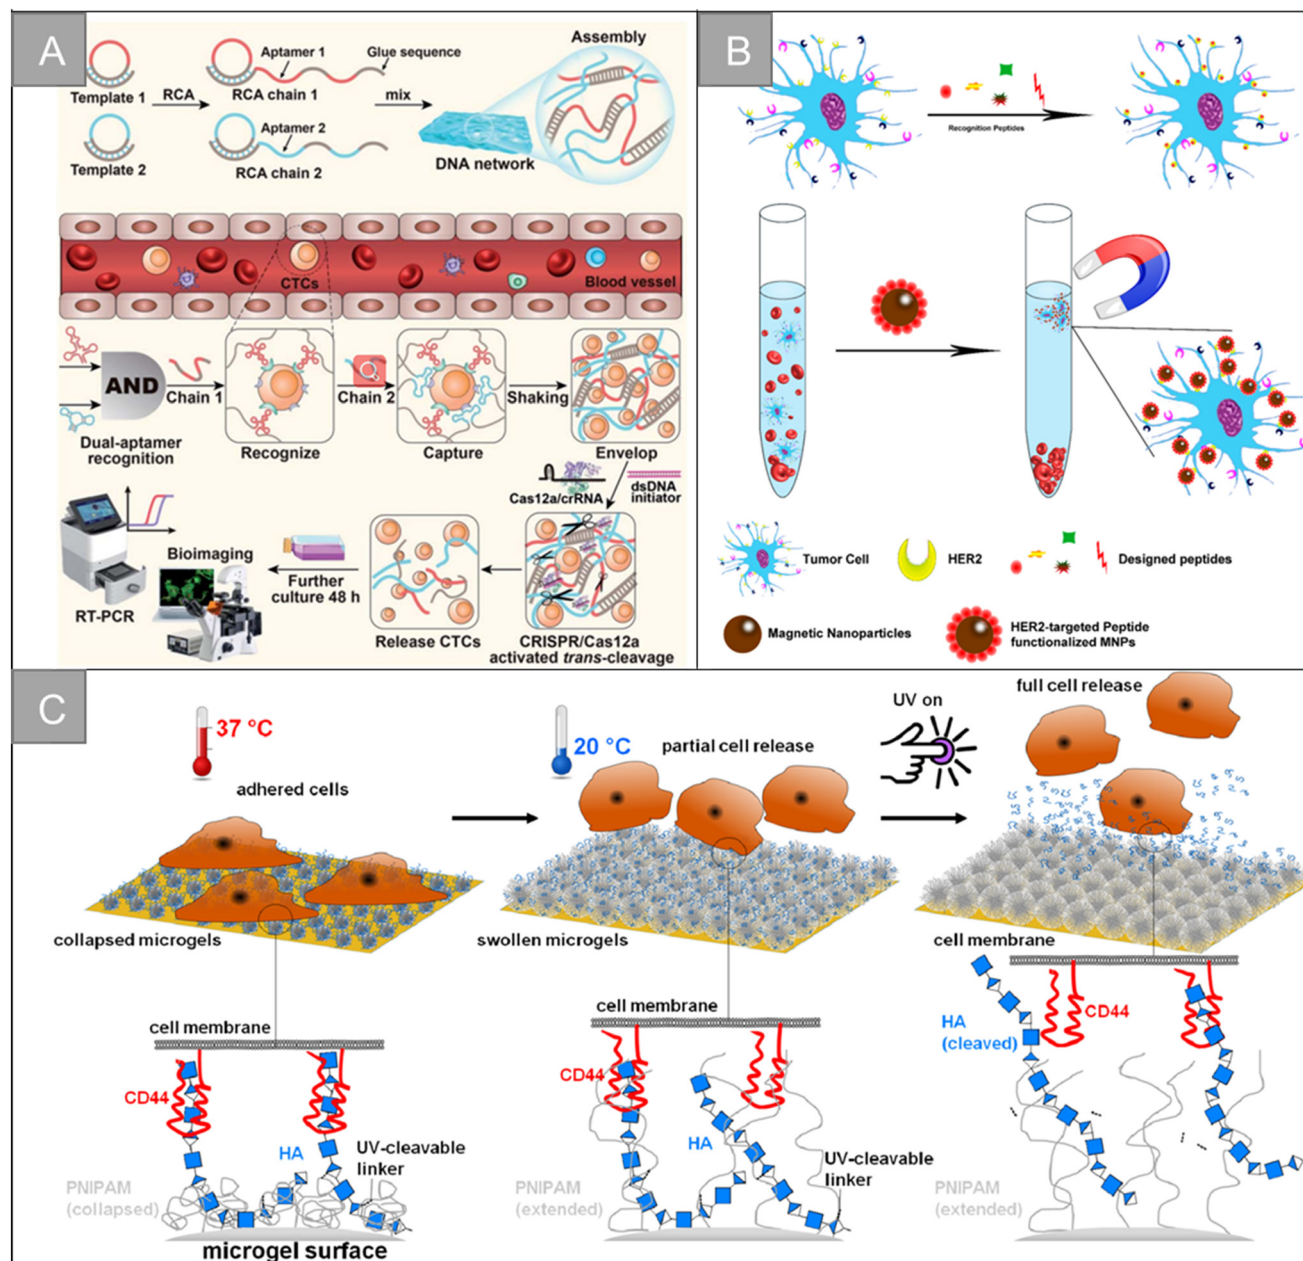 A
Template 1
RCA
Aptamer 1
Glue sequence
RCA chain 1
mix
Assembly
Template 2
Aptamer 2
RCA chain 2
DNA network
CTCs
Blood vessel
AND
Chain 1
Chain 2
Shaking
Dual-aptamer
recognition
Recognize
Capture
Envelop
Cas12a/crRNA
dsDNA
initiator
RT-PCR
Bioimaging
Further
culture 48 h
Release CTCs
CRISPR/Cas12a
activated trans-cleavage
B
Recognition Peptides
Tumor Cell
HER2
Designed peptides
Magnetic Nanoparticles
HER2-targeted Peptide
functionalized MNPs
C
37 °C
adhered cells
collapsed microgels
20 °C
partial cell release
swollen microgels
UV on
full cell release
cell membrane
CD44
HA
UV-cleavable
linker
PNIPAM
(collapsed)
microgel surface
cell membrane
CD44
HA
UV-cleavable
linker
PNIPAM
(extended)
cell membrane
HA
(cleaved)
CD44
PNIPAM
(extended)